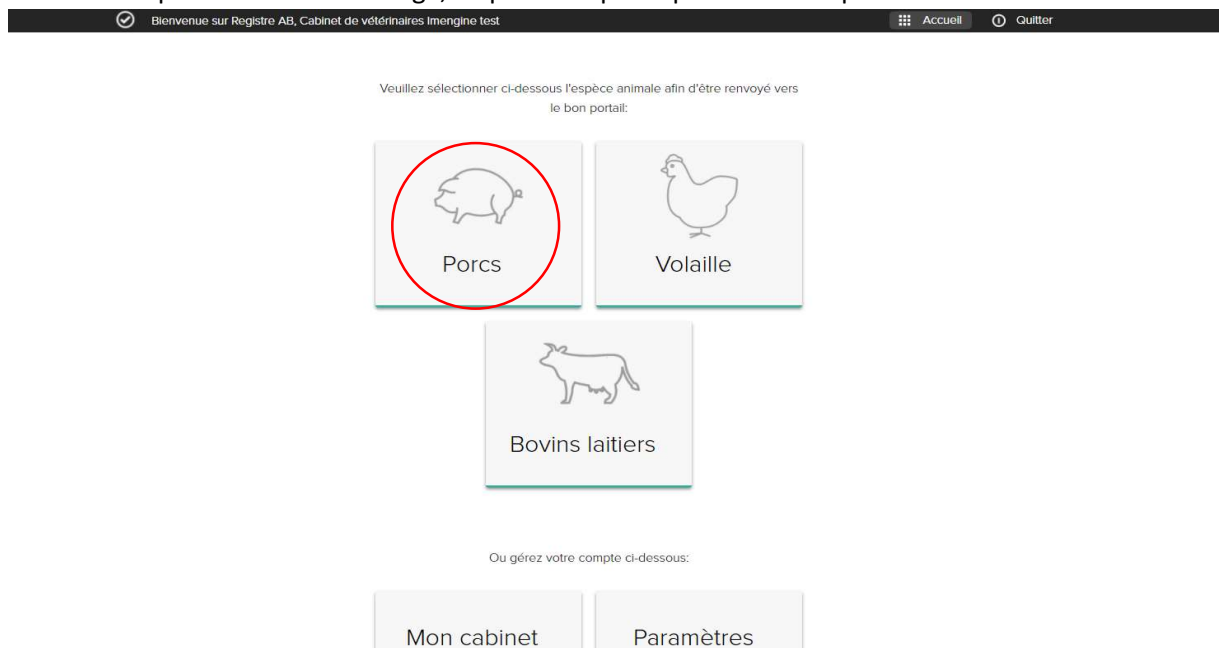 Bienvenue sur Registre AB, Cabinet de vétérinaires Imengine test
Accueil
Quitter
Veuillez sélectionner ci-dessous l'espèce animale afin d'être renvoyé vers
le bon portail:
Porcs
Volaille
Bovins laitiers
Ou gérez votre compte ci-dessous:
Mon cabinet
Paramètres